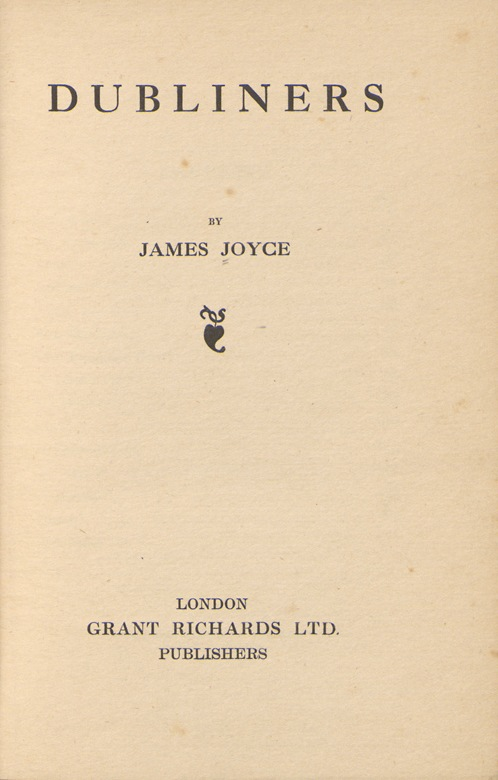 DUBLINERS
BY
JAMES JOYCE
LONDON
GRANT RICHARDS LTD.
PUBLISHERS